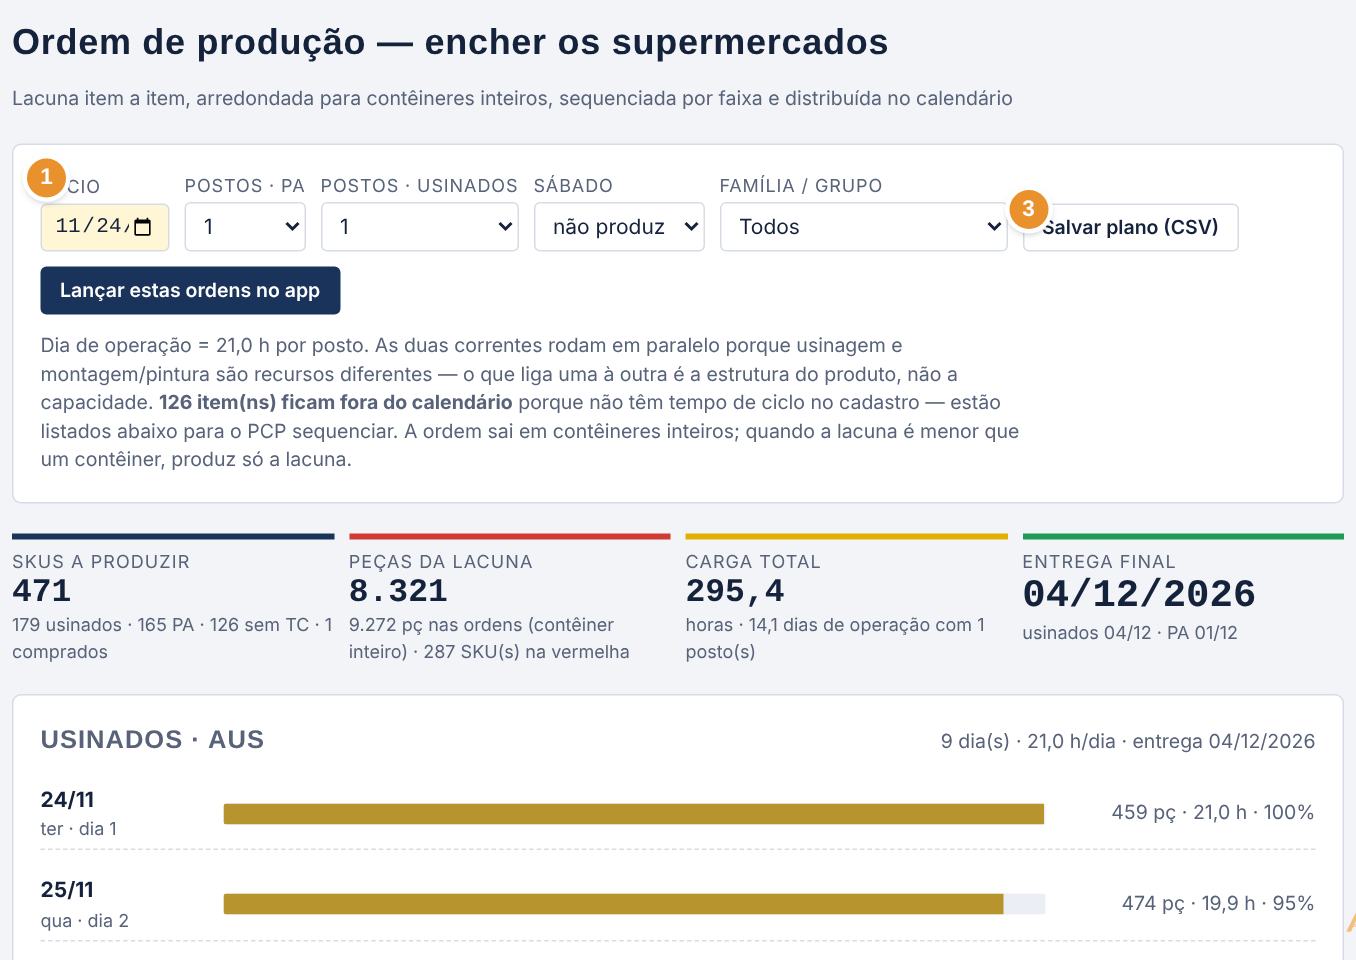 Ordem de produção — encher os supermercados
Lacuna item a item, arredondada para contêineres inteiros, sequenciada por faixa e distribuída no calendário
1
CIO
POSTOS · PA
POSTOS · USINADOS
SÁBADO
FAMÍLIA / GRUPO
3
11/24/
1
1
não produz
Todos
Salvar plano (CSV)
Lançar estas ordens no app
Dia de operação = 21,0 h por posto. As duas correntes rodam em paralelo porque usinagem e
montagem/pintura são recursos diferentes — o que liga uma à outra é a estrutura do produto, não a
capacidade. 126 item(ns) ficam fora do calendário porque não têm tempo de ciclo no cadastro — estão
listados abaixo para o PCP sequenciar. A ordem sai em contêineres inteiros; quando a lacuna é menor que
um contêiner, produz só a lacuna.
SKUS A PRODUZIR
471
179 usinados · 165 PA · 126 sem TC · 1
comprados
PEÇAS DA LACUNA
8.321
9.272 pç nas ordens (contêiner
inteiro) · 287 SKU(s) na vermelha
CARGA TOTAL
295,4
horas · 14,1 dias de operação com 1
posto(s)
ENTREGA FINAL
04/12/2026
usinados 04/12 · PA 01/12
USINADOS · AUS
9 dia(s) · 21,0 h/dia · entrega 04/12/2026
24/11
ter · dia 1
459 pç · 21,0 h · 100%
25/11
qua · dia 2
474 pç · 19,9 h · 95%